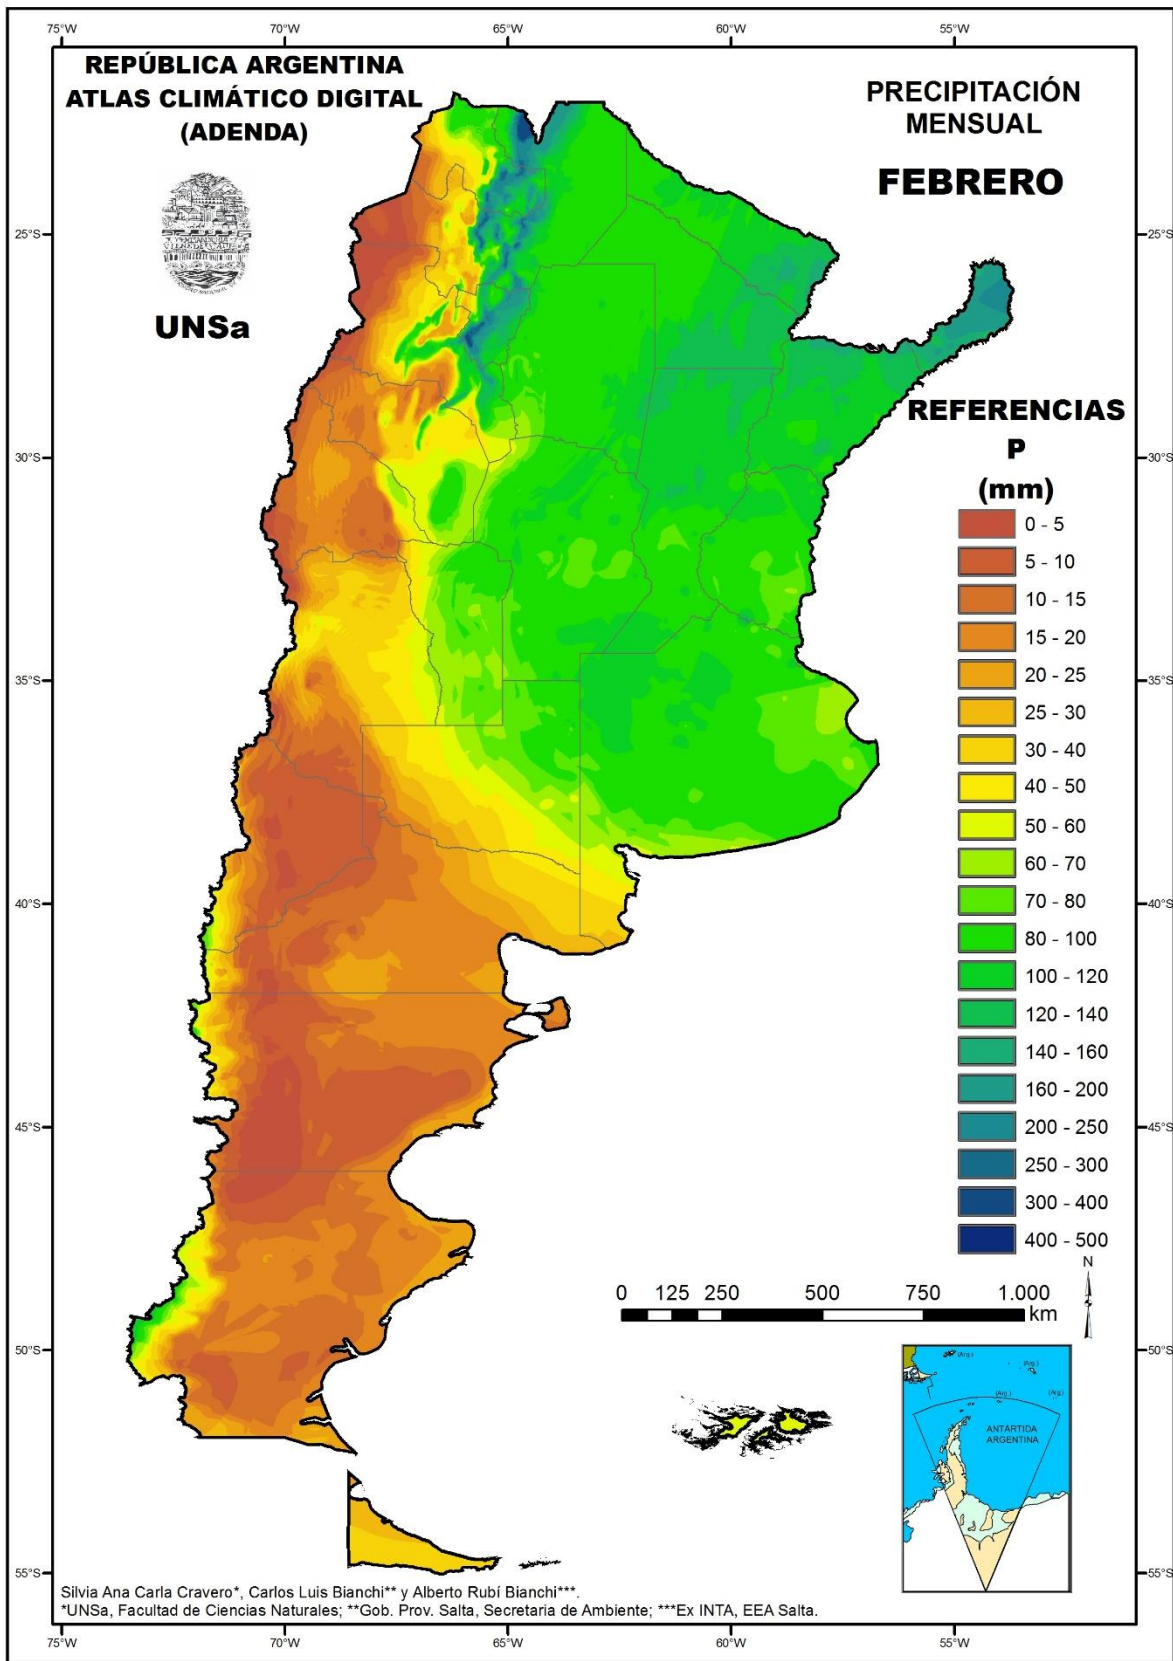 75°W 70°W 65°W 60°W 55°W
REPÚBLICA ARGENTINA
ATLAS CLIMÁTICO DIGITAL
(ADENDA)
UNSa
PRECIPITACIÓN
MENSUAL
FEBRERO
25°S 25°S
30°S 30°S
35°S 35°S
40°S 40°S
45°S 45°S
50°S 50°S
55°S 55°S
REFERENCIAS
P
(mm)
0 - 5
5 - 10
10 - 15
15 - 20
20 - 25
25 - 30
30 - 40
40 - 50
50 - 60
60 - 70
70 - 80
80 - 100
100 - 120
120 - 140
140 - 160
160 - 200
200 - 250
250 - 300
300 - 400
400 - 500
N
0 125 250 500 750 1.000
km
(Arg.) (Arg.)
(Arg.) (Arg.)
ANTÁRTIDA
ARGENTINA
Silvia Ana Carla Cravero*, Carlos Luis Bianchi** y Alberto Rubí Bianchi***.
*UNSa, Facultad de Ciencias Naturales; **Gob. Prov. Salta, Secretaria de Ambiente; ***Ex INTA, EEA Salta.
75°W 70°W 65°W 60°W 55°W